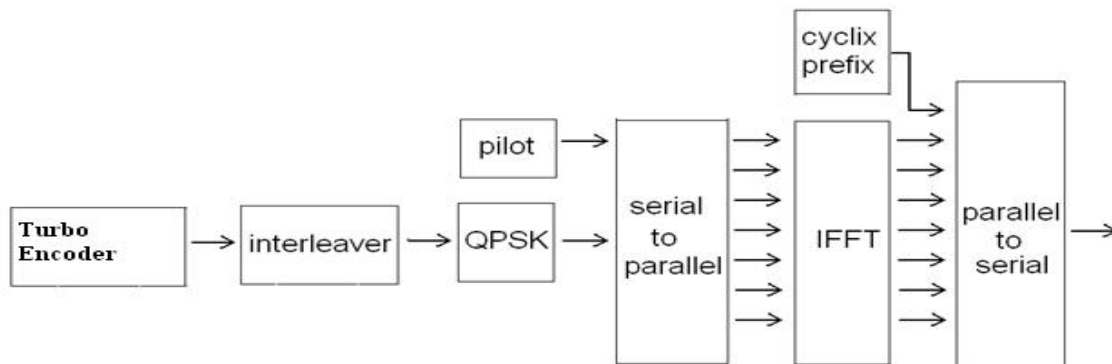 Turbo
Encoder
interleaver
pilot
QPSK
serial
to
parallel
IFFT
cyclix
prefix
parallel
to
serial